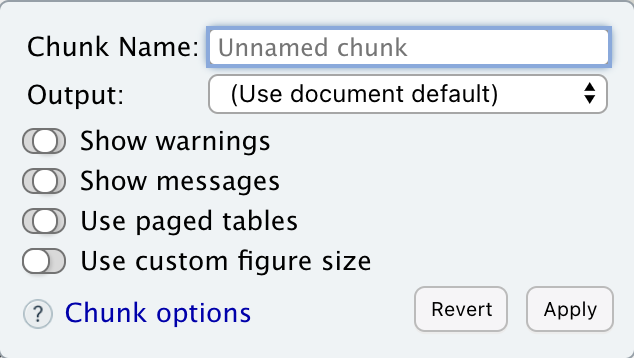 Chunk Name: Unnamed chunk
Output: (Use document default)
Show warnings
Show messages
Use paged tables
Use custom figure size
? Chunk options Revert Apply